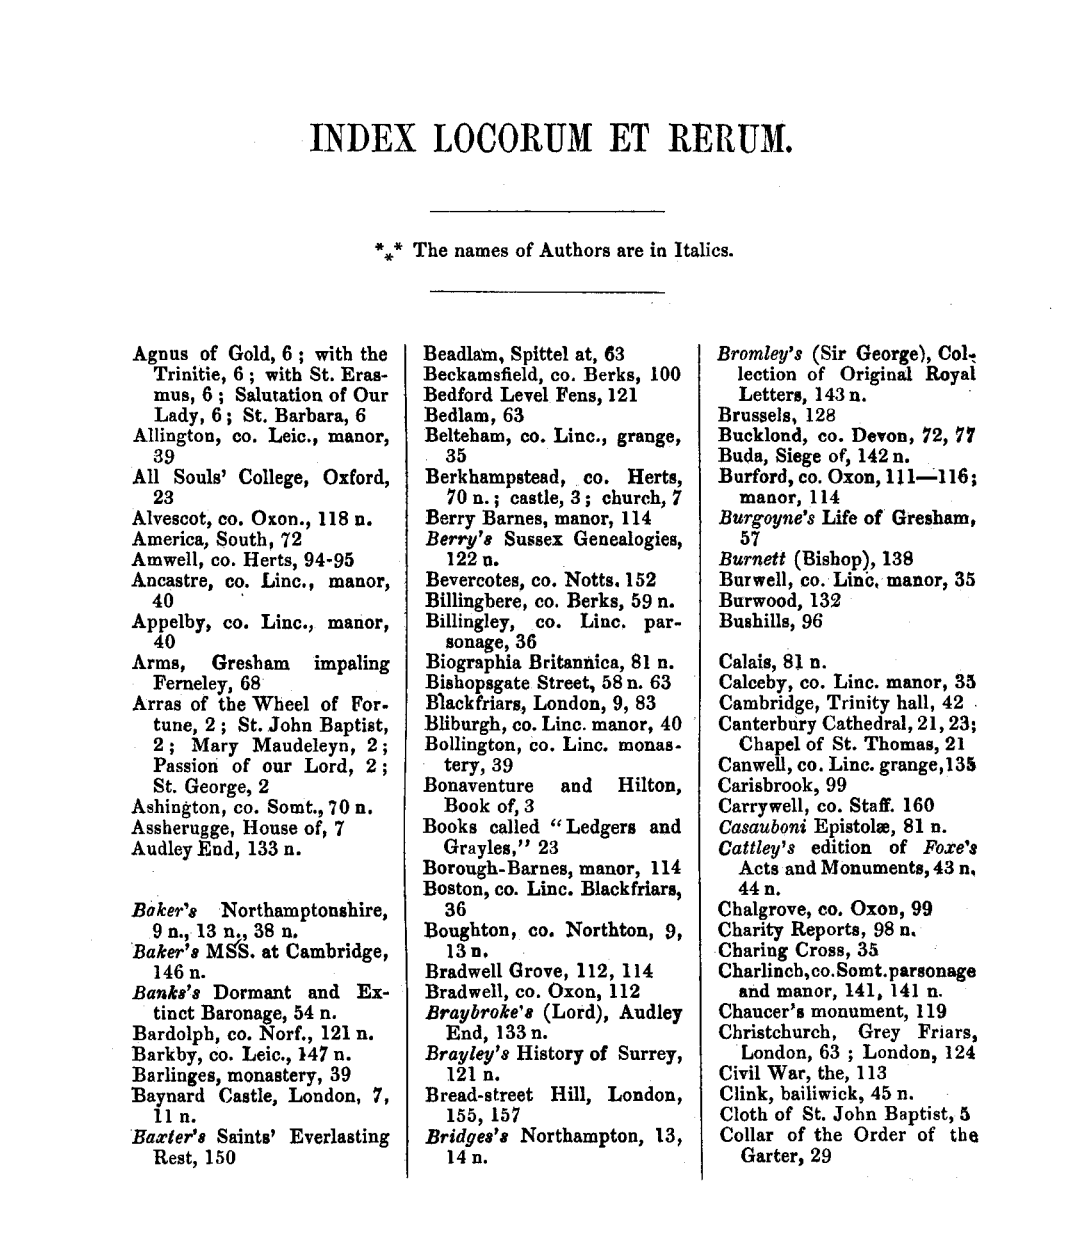 INDEX LOCORUM ET RERUM.
*⁎* The names of Authors are in Italics.
Agnus of Gold, 6 ; with the
Trinitie, 6 ; with St. Eras-
mus, 6 ; Salutation of Our
Lady, 6 ; St. Barbara, 6
Allington, co. Leic., manor,
39
All Souls' College, Oxford,
23
Alvescot, co. Oxon., 118 n.
America, South, 72
Amwell, co. Herts, 94-95
Ancastre, co. Linc., manor,
40
Appelby, co. Linc., manor,
40
Arms, Gresham impaling
Ferneley, 68
Arras of the Wheel of For-
tune, 2 ; St. John Baptist,
2 ; Mary Maudeleyn, 2 ;
Passion of our Lord, 2 ;
St. George, 2
Ashington, co. Somt., 70 n.
Assherugge, House of, 7
Audley End, 133 n.
Baker's Northamptonshire,
9 n., 13 n., 38 n.
Baker's MSS. at Cambridge,
146 n.
Banks's Dormant and Ex-
tinct Baronage, 54 n.
Bardolph, co. Norf., 121 n.
Barkby, co. Leic., 147 n.
Barlinges, monastery, 39
Baynard Castle, London, 7,
11 n.
Baxter's Saints' Everlasting
Rest, 150
Beadlam, Spittel at, 63
Beckamsfield, co. Berks, 100
Bedford Level Fens, 121
Bedlam, 63
Belteham, co. Linc., grange,
35
Berkhampstead, co. Herts,
70 n. ; castle, 3 ; church, 7
Berry Barnes, manor, 114
Berry's Sussex Genealogies,
122 n.
Bevercotes, co. Notts. 152
Billingbere, co. Berks, 59 n.
Billingley, co. Linc. par-
sonage, 36
Biographia Britannica, 81 n.
Bishopsgate Street, 58 n. 63
Blackfriars, London, 9, 83
Bliburgh, co. Linc. manor, 40
Bollington, co. Linc. monas-
tery, 39
Bonaventure and Hilton,
Book of, 3
Books called "Ledgers and
Grayles," 23
Borough-Barnes, manor, 114
Boston, co. Linc. Blackfriars,
36
Boughton, co. Northton, 9,
13 n.
Bradwell Grove, 112, 114
Bradwell, co. Oxon, 112
Braybroke's (Lord), Audley
End, 133 n.
Brayley's History of Surrey,
121 n.
Bread-street Hill, London,
155, 157
Bridges's Northampton, 13,
14 n.
Bromley's (Sir George), Col-
lection of Original Royal
Letters, 143 n.
Brussels, 128
Bucklond, co. Devon, 72, 77
Buda, Siege of, 142 n.
Burford, co. Oxon, 111—116;
manor, 114
Burgoyne's Life of Gresham,
57
Burnett (Bishop), 138
Burwell, co. Linc. manor, 35
Burwood, 132
Bushills, 96
Calais, 81 n.
Calceby, co. Linc. manor, 35
Cambridge, Trinity hall, 42
Canterbury Cathedral, 21, 23;
Chapel of St. Thomas, 21
Canwell, co. Linc. grange, 135
Carisbrook, 99
Carrywell, co. Staff. 160
Casauboni Epistolæ, 81 n.
Cattley's edition of Foxe's
Acts and Monuments, 43 n,
44 n.
Chalgrove, co. Oxon, 99
Charity Reports, 98 n.
Charing Cross, 35
Charlinch, co. Somt. parsonage
and manor, 141, 141 n.
Chaucer's monument, 119
Christchurch, Grey Friars,
London, 63 ; London, 124
Civil War, the, 113
Clink, bailiwick, 45 n.
Cloth of St. John Baptist, 5
Collar of the Order of the
Garter, 29